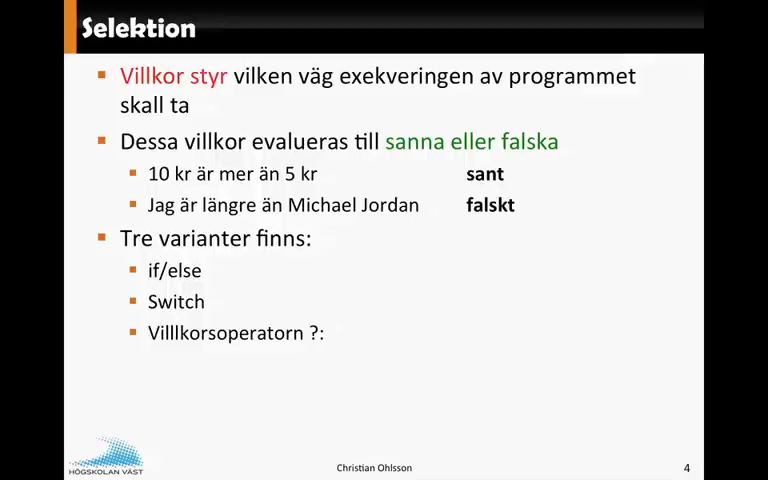 Selektion
Villkor styr vilken väg exekveringen av programmet
skall ta
Dessa villkor evalueras till sanna eller falska
10 kr är mer än 5 kr sant
Jag är längre än Michael Jordan falskt
Tre varianter finns:
if/else
Switch
Villlkorsoperatorn ?:
HÖGSKOLAN VÄST
Christian Ohlsson
4